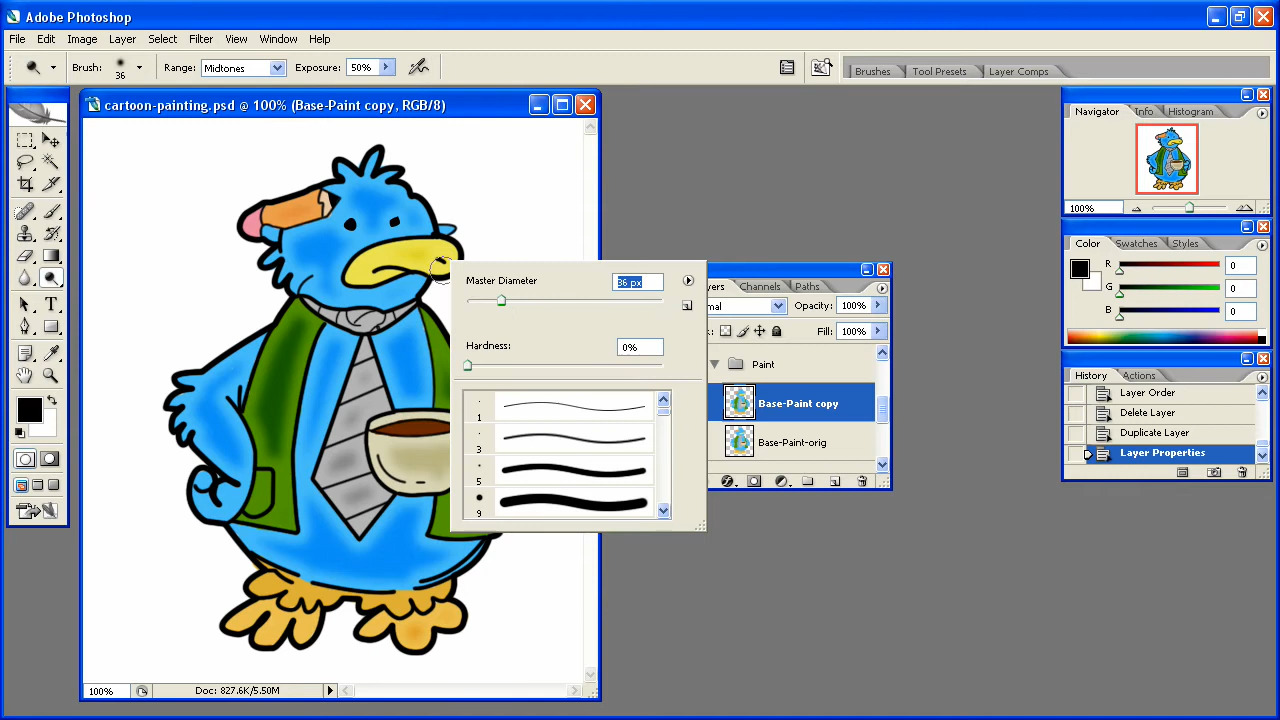 Adobe Photoshop
File Edit Image Layer Select Filter View Window Help
Brush: 36 Range: Midtones Exposure: 50%
Brushes Tool Presets Layer Comps
cartoon-painting.psd @ 100% (Base-Paint copy, RGB/8)
Navigator Info Histogram
100%
Color Swatches Styles
R 0
G 0
B 0
History Actions
Layer Order
Delete Layer
Duplicate Layer
Layer Properties
Master Diameter 36 px
Hardness: 0%
1
3
5
9
yers Channels Paths
mal Opacity: 100%
k: Fill: 100%
Paint
Base-Paint copy
Base-Paint-orig
100% Doc: 827.6K/5.50M